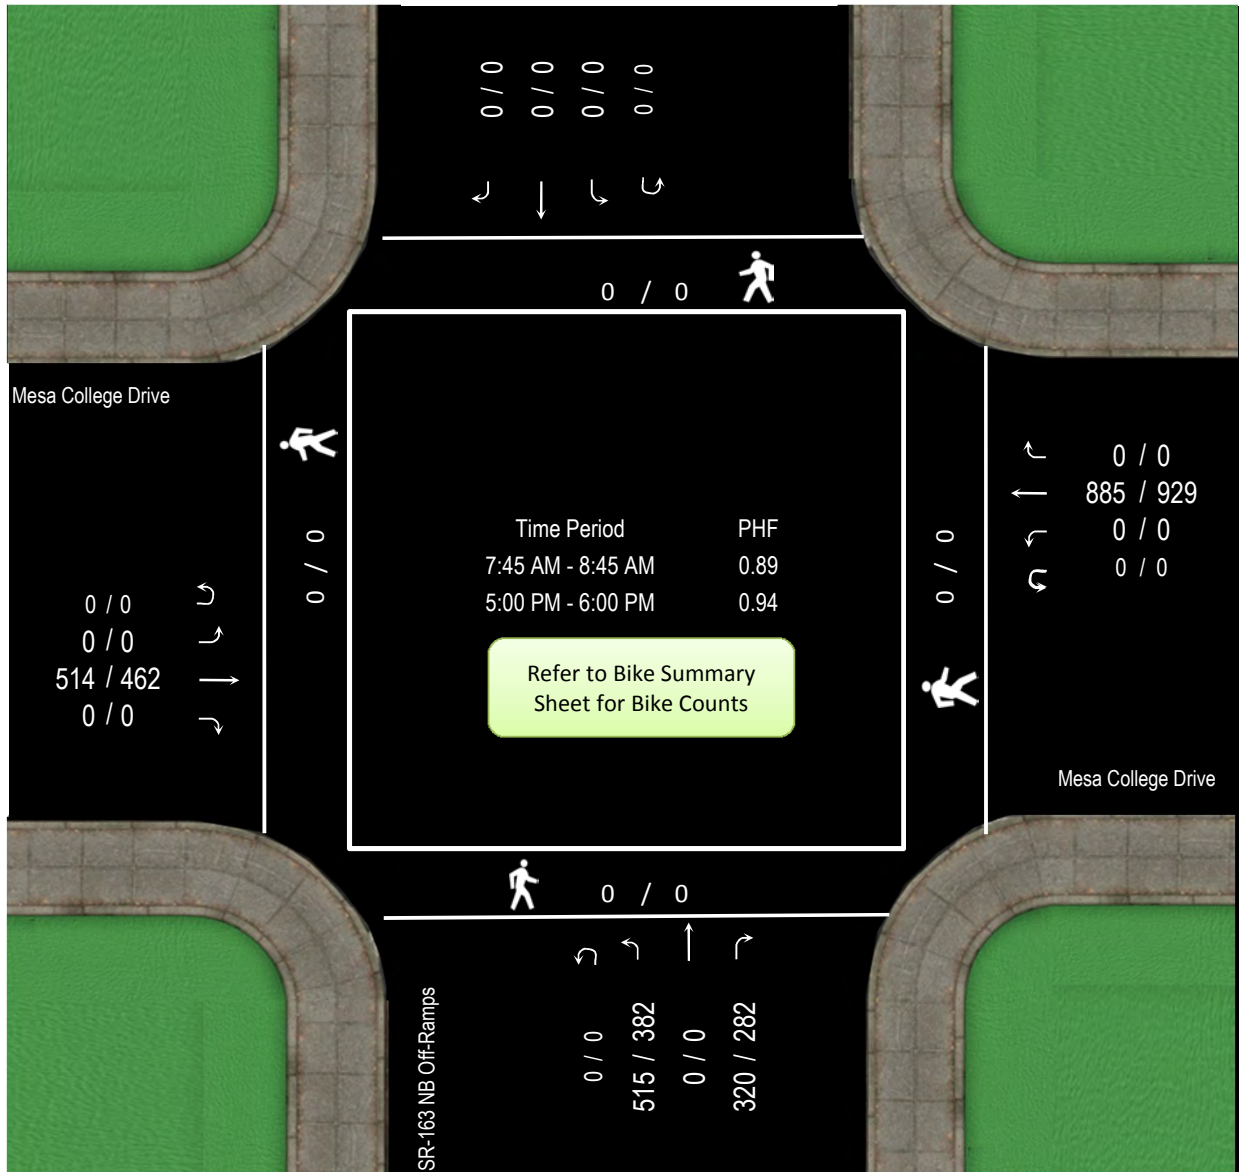 0 / 0
0 / 0
0 / 0
0 / 0
0 / 0
Mesa College Drive
0 / 0
0 / 0
0 / 0
514 / 462
0 / 0
Time Period PHF
7:45 AM - 8:45 AM 0.89
5:00 PM - 6:00 PM 0.94
Refer to Bike Summary
Sheet for Bike Counts
0 / 0
0 / 0
885 / 929
0 / 0
0 / 0
Mesa College Drive
0 / 0
SR-163 NB Off-Ramps
0 / 0
515 / 382
0 / 0
320 / 282